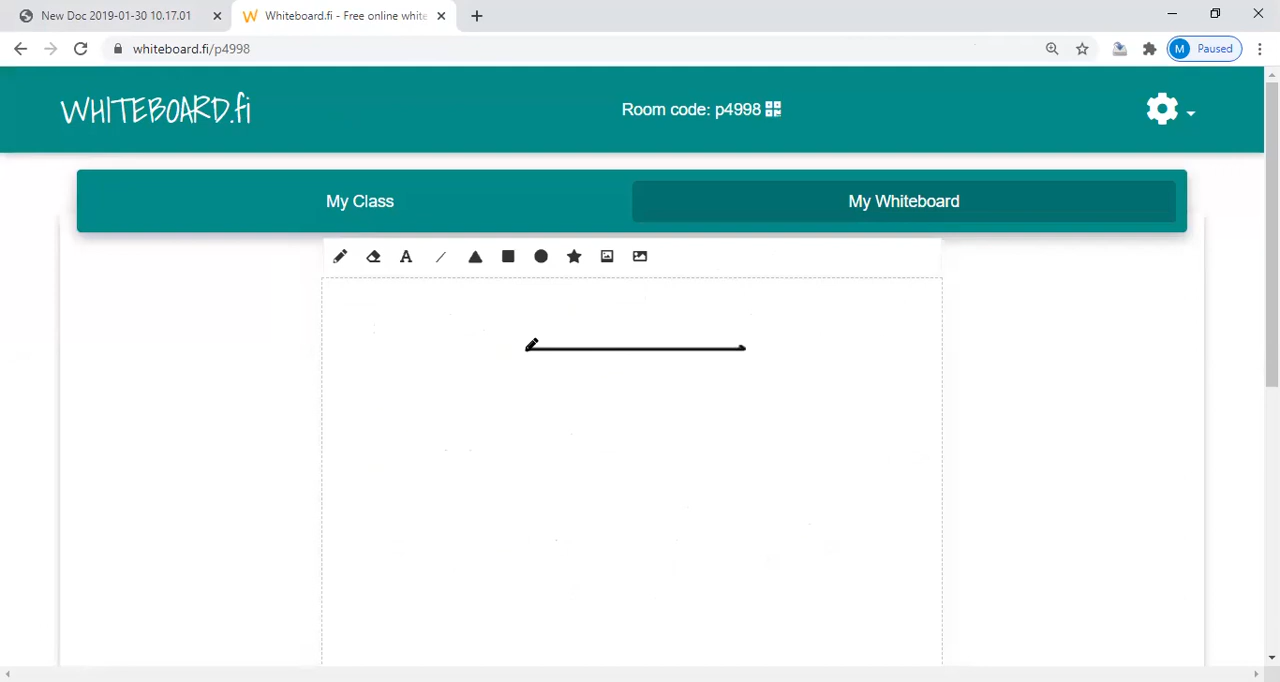 New Doc 2019-01-30 10.17.01
Whiteboard.fi - Free online white
whiteboard.fi/p4998
M Paused
WHITEBOARD.fi
Room code: p4998
My Class
My Whiteboard
A